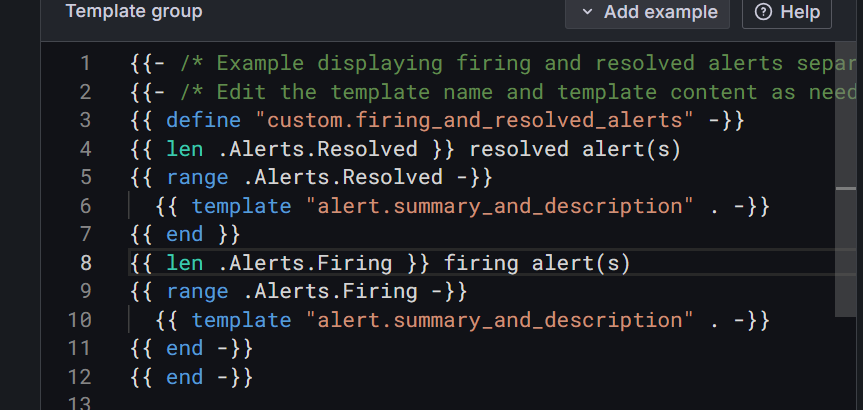 Template group
Add example
Help
1 {{- /* Example displaying firing and resolved alerts separ
2 {{- /* Edit the template name and template content as need
3 {{ define "custom.firing_and_resolved_alerts" -}}
4 {{ len .Alerts.Resolved }} resolved alert(s)
5 {{ range .Alerts.Resolved -}}
6 {{ template "alert.summary_and_description" . -}}
7 {{ end }}
8 {{ len .Alerts.Firing }} firing alert(s)
9 {{ range .Alerts.Firing -}}
10 {{ template "alert.summary_and_description" . -}}
11 {{ end -}}
12 {{ end -}}
13